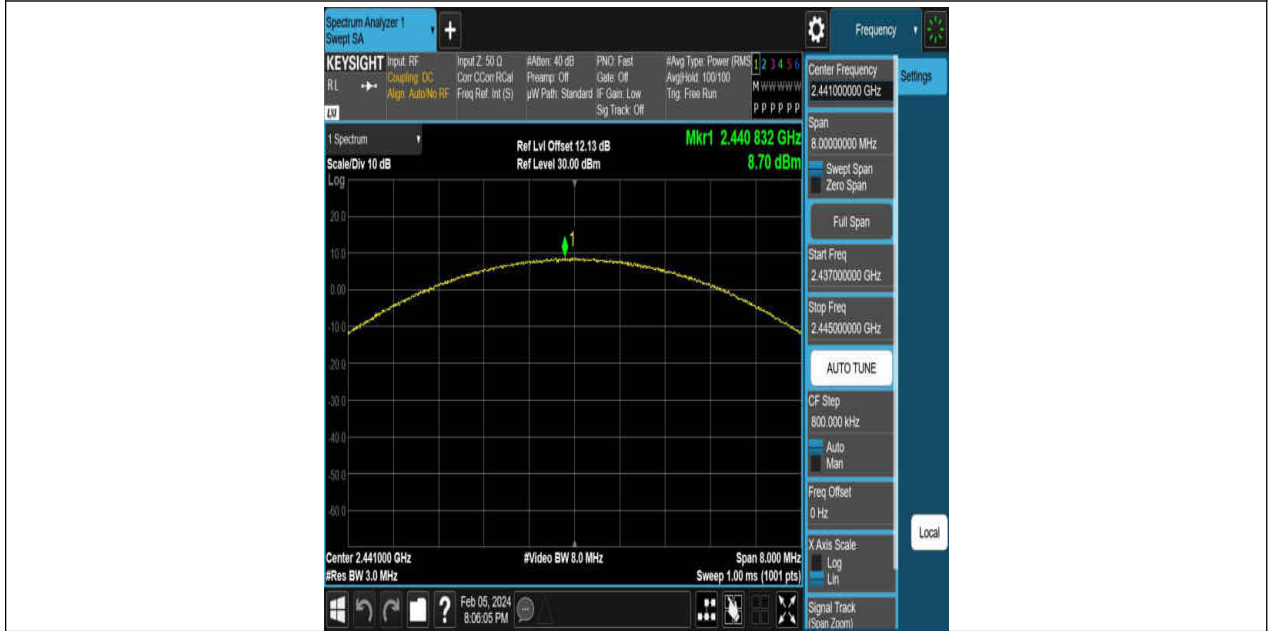 Spectrum Analyzer 1
Swept SA
Frequency
KEYSIGHT
RL
LXI
Input: RF
Coupling: DC
Align: Auto/No RF
Input Z: 50 Ω
Corr CCorr RCal
Freq Ref: Int (S)
#Atten: 40 dB
Preamp: Off
µW Path: Standard
PNO: Fast
Gate: Off
IF Gain: Low
Sig Track: Off
#Avg Type: Power (RMS
Avg|Hold: 100/100
Trig: Free Run
1 2 3 4 5 6
M W W W W W
P P P P P P
Center Frequency
2.441000000 GHz
Settings
Span
8.00000000 MHz
Swept Span
Zero Span
Full Span
Start Freq
2.437000000 GHz
Stop Freq
2.445000000 GHz
AUTO TUNE
CF Step
800.000 kHz
Auto
Man
Freq Offset
0 Hz
X Axis Scale
Log
Lin
Signal Track
(Span Zoom)
Local
1 Spectrum
Scale/Div 10 dB
Log
Ref Lvl Offset 12.13 dB
Ref Level 30.00 dBm
Mkr1 2.440 832 GHz
8.70 dBm
1
20.0
10.0
0.00
-10.0
-20.0
-30.0
-40.0
-50.0
-60.0
Center 2.441000 GHz
#Res BW 3.0 MHz
#Video BW 8.0 MHz
Span 8.000 MHz
Sweep 1.00 ms (1001 pts)
?
Feb 05, 2024
8:06:05 PM